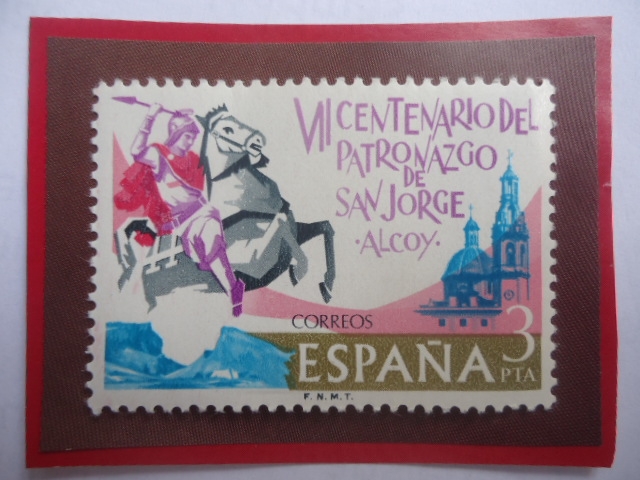 VII CENTENARIO DEL
PATRONAZGO
DE
SAN JORGE
·ALCOY·
CORREOS
ESPAÑA 3
PTA
F. N. M. T.